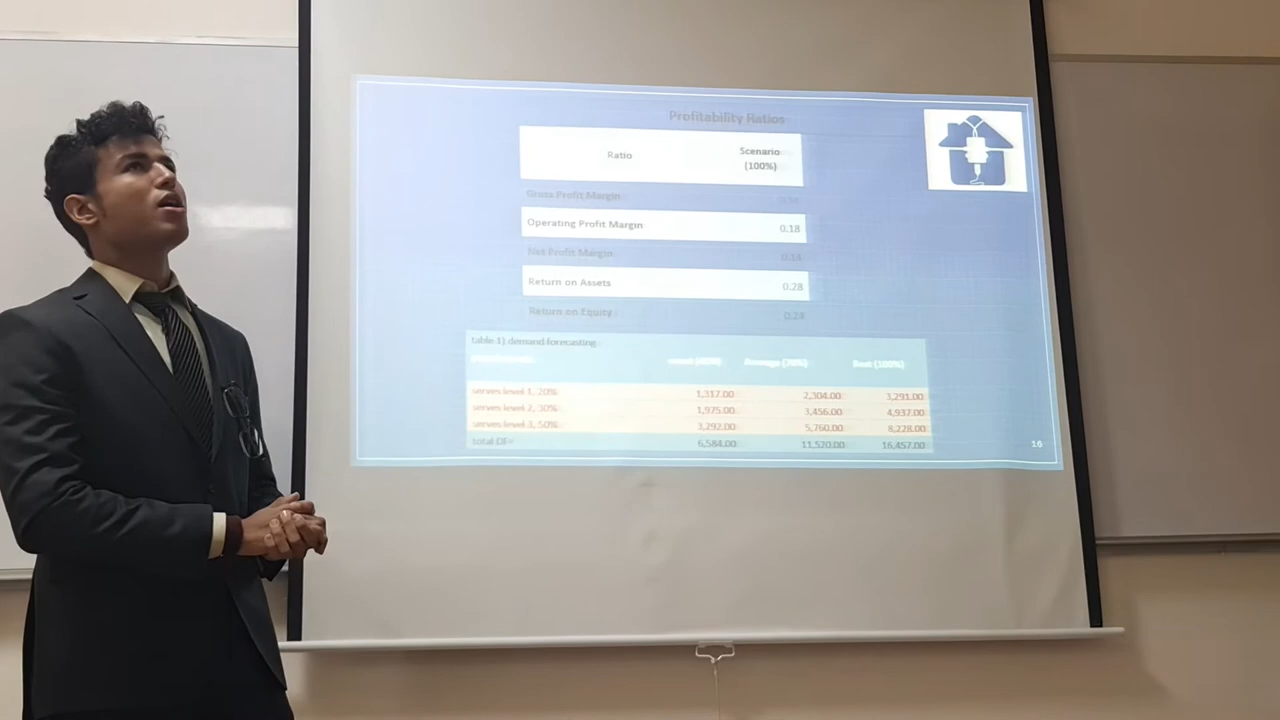 Profitability Ratios
Ratio Scenario (100%)
Gross Profit Margin
Operating Profit Margin 0.18
Net Profit Margin 0.14
Return on Assets 0.28
Return on Equity 0.24
table 1) demand forecasting
Average (70%) Best (100%)
serves level 1, 20% 1,317.00 2,304.00 3,291.00
serves level 2, 30% 1,975.00 3,456.00 4,937.00
serves level 3, 50% 3,292.00 5,760.00 8,228.00
total DF= 6,584.00 11,520.00 16,457.00
16